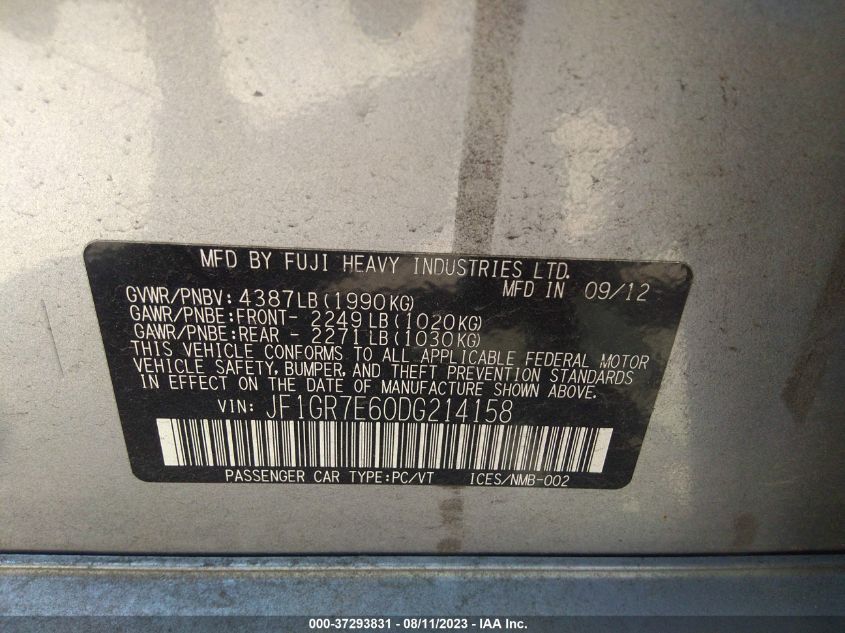 MFD BY FUJI HEAVY INDUSTRIES LTD.
GVWR/PNBV: 4387LB (1990KG) MFD IN 09/12
GAWR/PNBE:FRONT- 2249LB (1020KG)
GAWR/PNBE:REAR - 2271LB (1030KG)
THIS VEHICLE CONFORMS TO ALL APPLICABLE FEDERAL MOTOR
VEHICLE SAFETY, BUMPER, AND THEFT PREVENTION STANDARDS
IN EFFECT ON THE DATE OF MANUFACTURE SHOWN ABOVE.
VIN: JF1GR7E60DG214158
PASSENGER CAR TYPE:PC/VT ICES/NMB-002
000-37293831 - 08/11/2023 - IAA Inc.